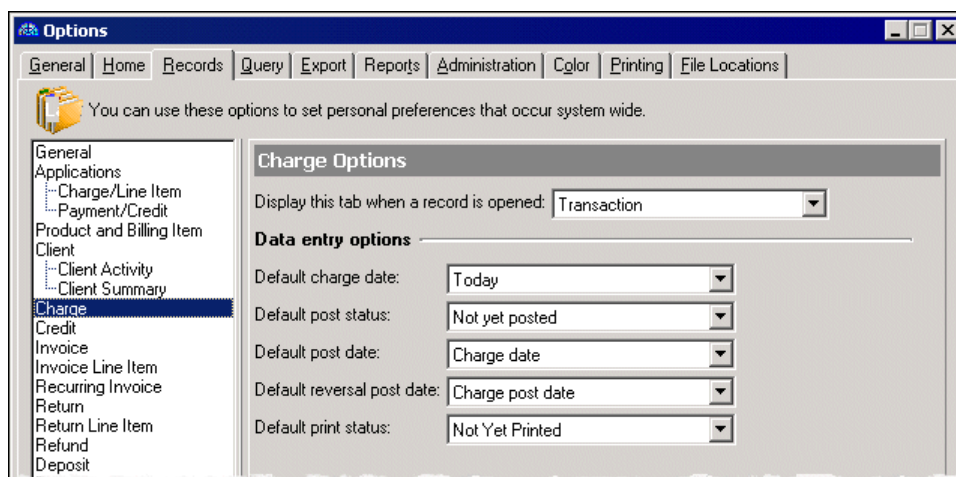 Options
General Home Records Query Export Reports Administration Color Printing File Locations
You can use these options to set personal preferences that occur system wide.
General
Applications
Charge/Line Item
Payment/Credit
Product and Billing Item
Client
Client Activity
Client Summary
Charge
Credit
Invoice
Invoice Line Item
Recurring Invoice
Return
Return Line Item
Refund
Deposit
Charge Options
Display this tab when a record is opened: Transaction
Data entry options
Default charge date: Today
Default post status: Not yet posted
Default post date: Charge date
Default reversal post date: Charge post date
Default print status: Not Yet Printed